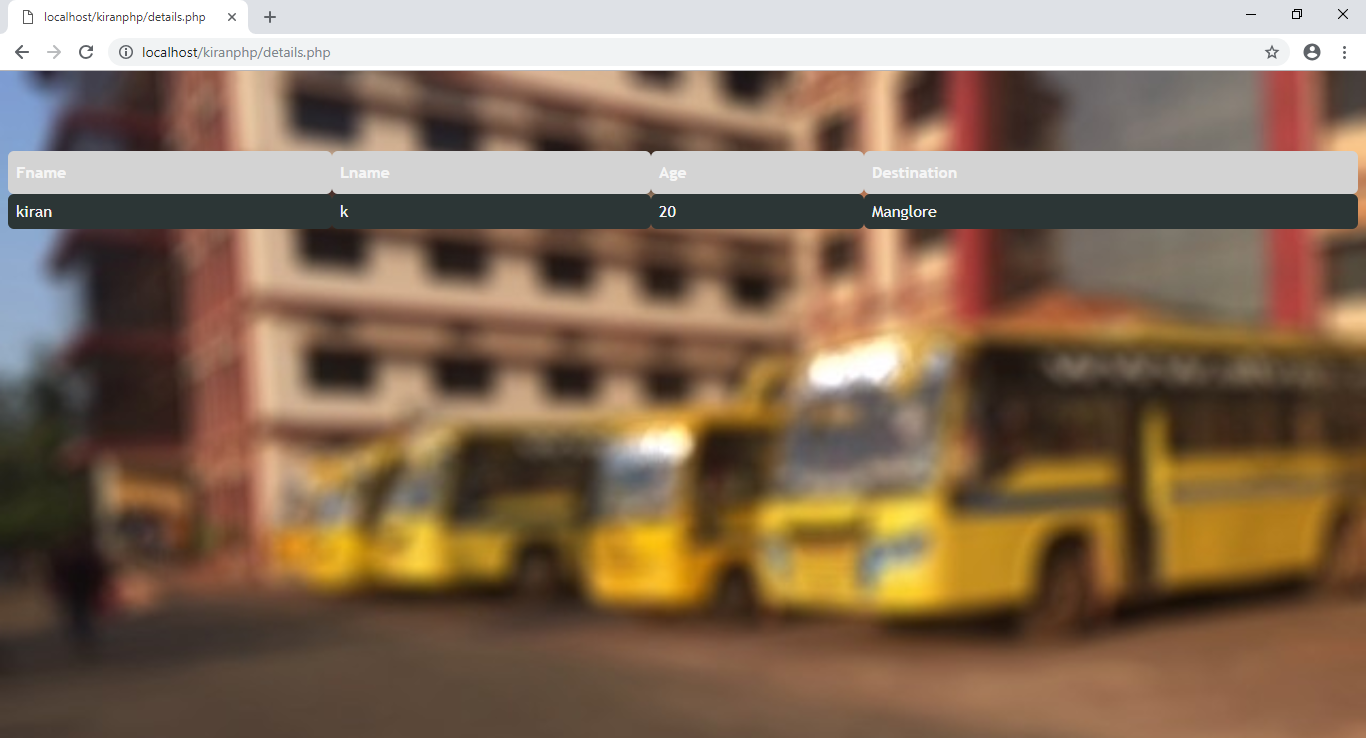 localhost/kiranphp/details.php
localhost/kiranphp/details.php
Fname Lname Age Destination
kiran k 20 Manglore